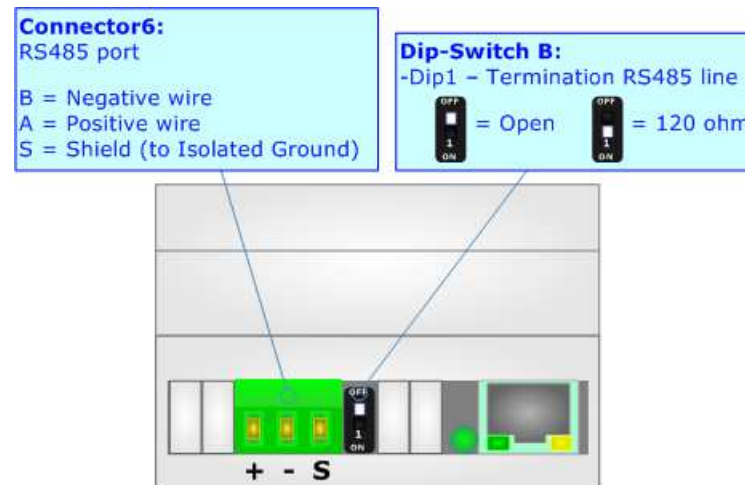 Connector6:
RS485 port
B = Negative wire
A = Positive wire
S = Shield (to Isolated Ground)
Dip-Switch B:
-Dip1 – Termination RS485 line
OFF
1
ON
= Open
OFF
1
ON
= 120 ohm
OFF
1
ON
+ - S